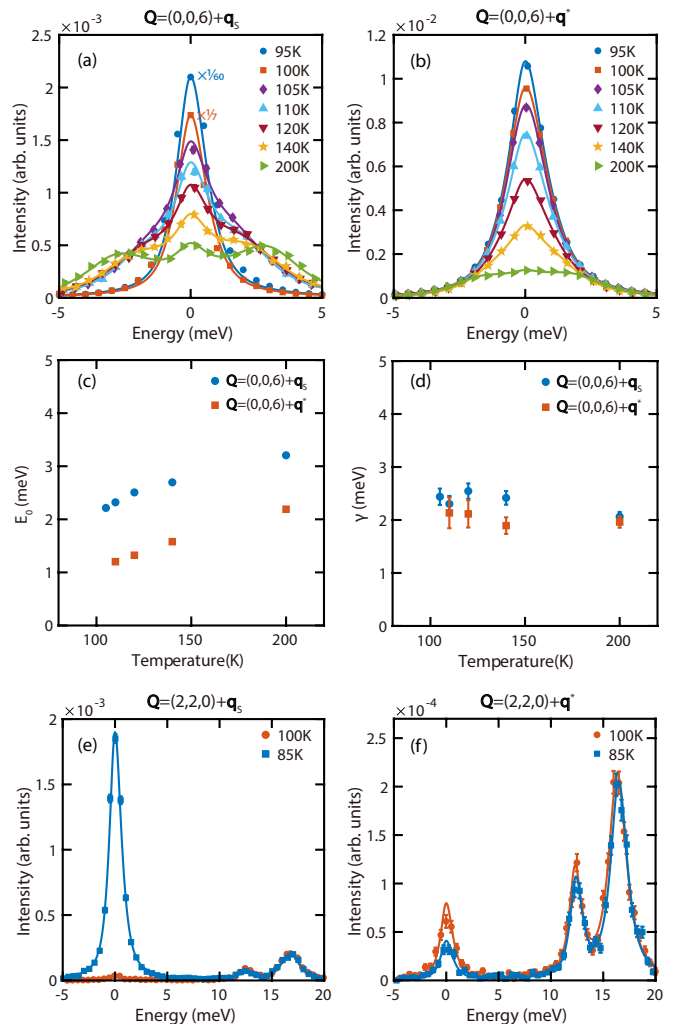 Q=(0,0,6)+qs
×10⁻³
(a)
×1⁄60
×1⁄7
95K
100K
105K
110K
120K
140K
200K
Intensity (arb. units)
2.5
2
1.5
1
0.5
0
-5
0
5
Energy (meV)
Q=(0,0,6)+q*
×10⁻²
(b)
95K
100K
105K
110K
120K
140K
200K
Intensity (arb. units)
1.2
1
0.8
0.6
0.4
0.2
0
-5
0
5
Energy (meV)
(c)
Q=(0,0,6)+qs
Q=(0,0,6)+q*
E0 (meV)
5
4
3
2
1
0
100
150
200
Temperature(K)
(d)
Q=(0,0,6)+qs
Q=(0,0,6)+q*
γ (meV)
5
4
3
2
1
0
100
150
200
Temperature(K)
Q=(2,2,0)+qs
×10⁻³
(e)
100K
85K
Intensity (arb. units)
2
1.5
1
0.5
0
-5
0
5
10
15
20
Energy (meV)
Q=(2,2,0)+q*
×10⁻⁴
(f)
100K
85K
Intensity (arb. units)
2.5
2
1.5
1
0.5
0
-5
0
5
10
15
20
Energy (meV)